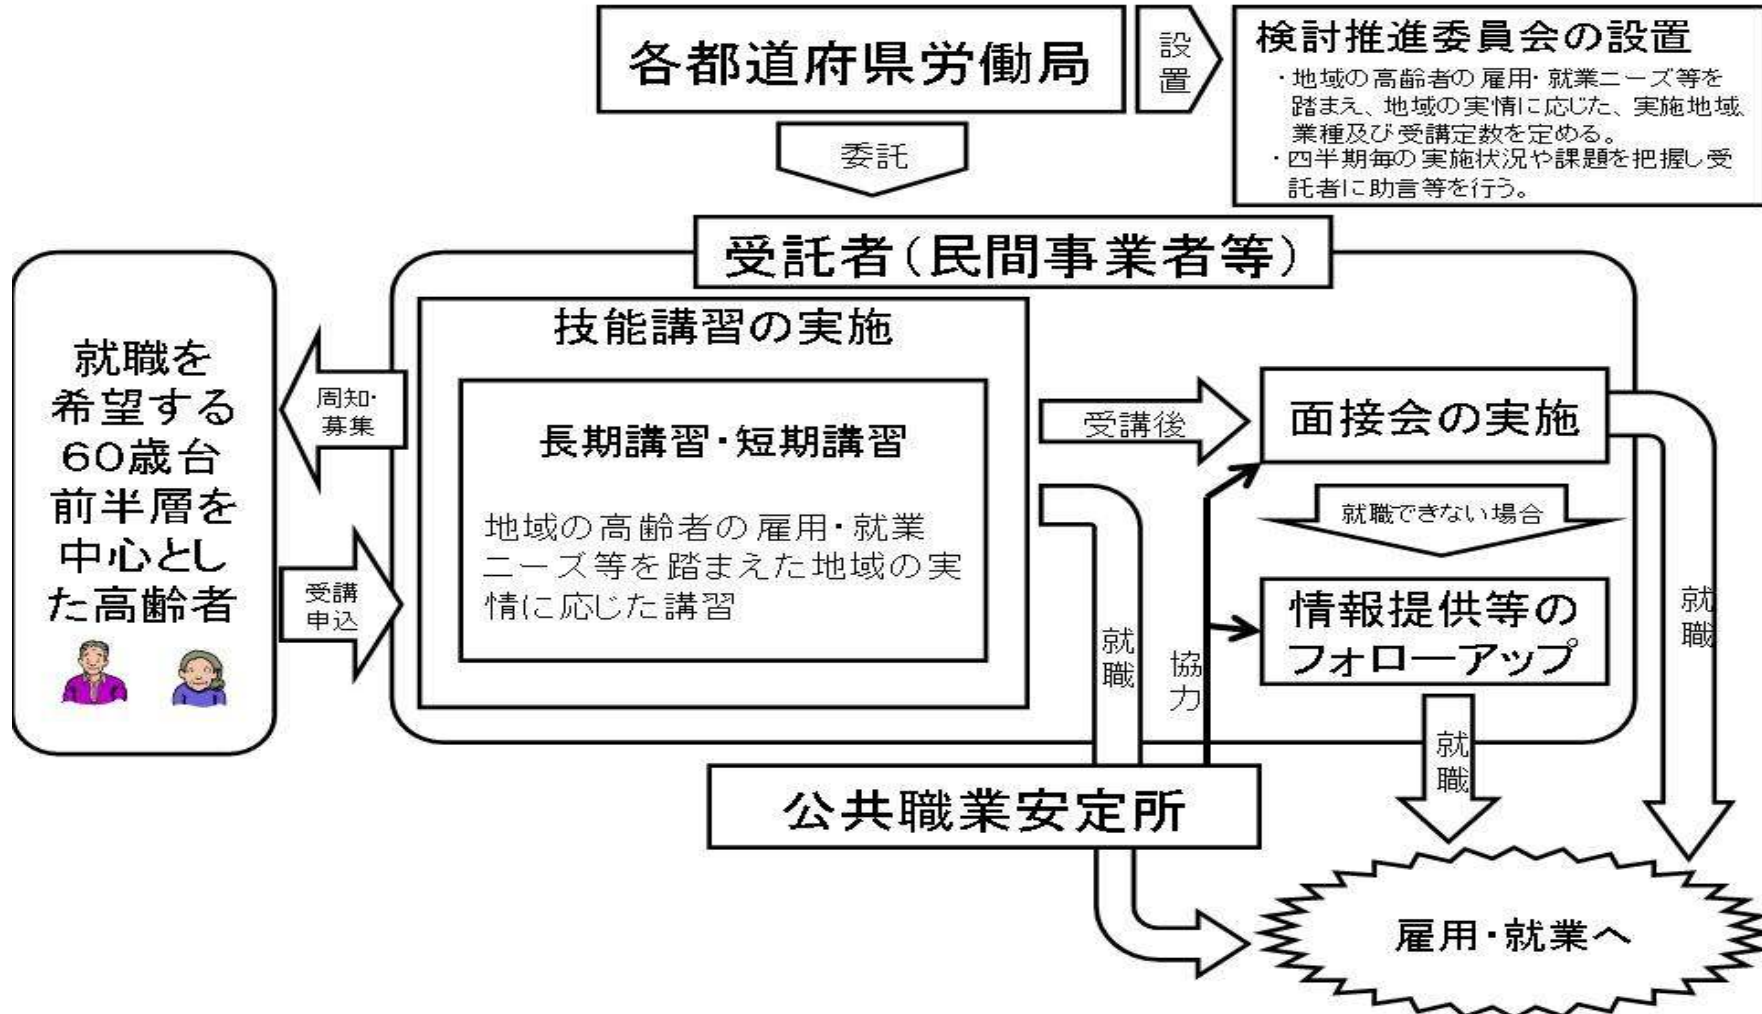 各都道府県労働局
設
置
検討推進委員会の設置
・地域の高齢者の雇用・就業ニーズ等を
踏まえ、地域の実情に応じた、実施地域、
業種及び受講定数を定める。
・四半期毎の実施状況や課題を把握し受
託者に助言等を行う。
委託
受託者（民間事業者等）
就職を
希望する
60歳台
前半層を
中心とし
た高齢者
周知・
募集
受講
申込
技能講習の実施
長期講習・短期講習
地域の高齢者の雇用・就業
ニーズ等を踏まえた地域の実
情に応じた講習
受講後
面接会の実施
就職できない場合
情報提供等の
フォローアップ
就
職
協
力
就
職
就
職
公共職業安定所
雇用・就業へ